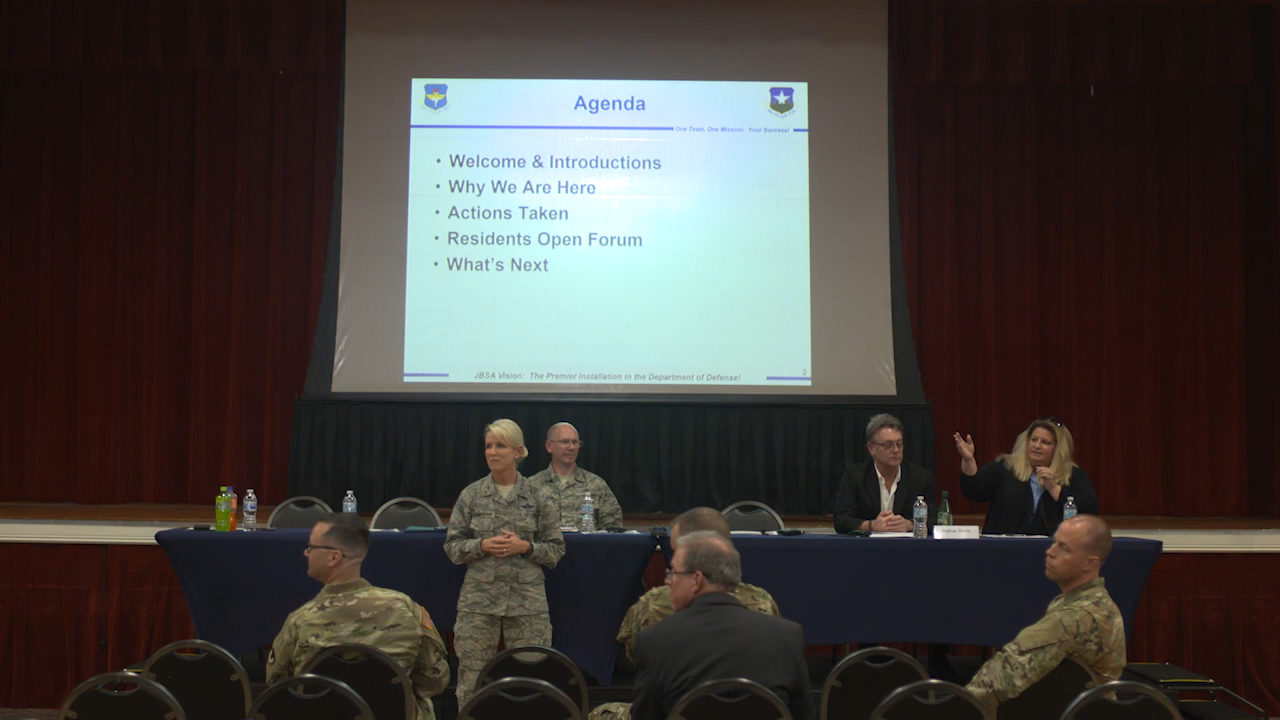 Agenda
One Team, One Mission: Your Success!
• Welcome & Introductions
• Why We Are Here
• Actions Taken
• Residents Open Forum
• What's Next
JBSA Vision: The Premier Installation in the Department of Defense!
2